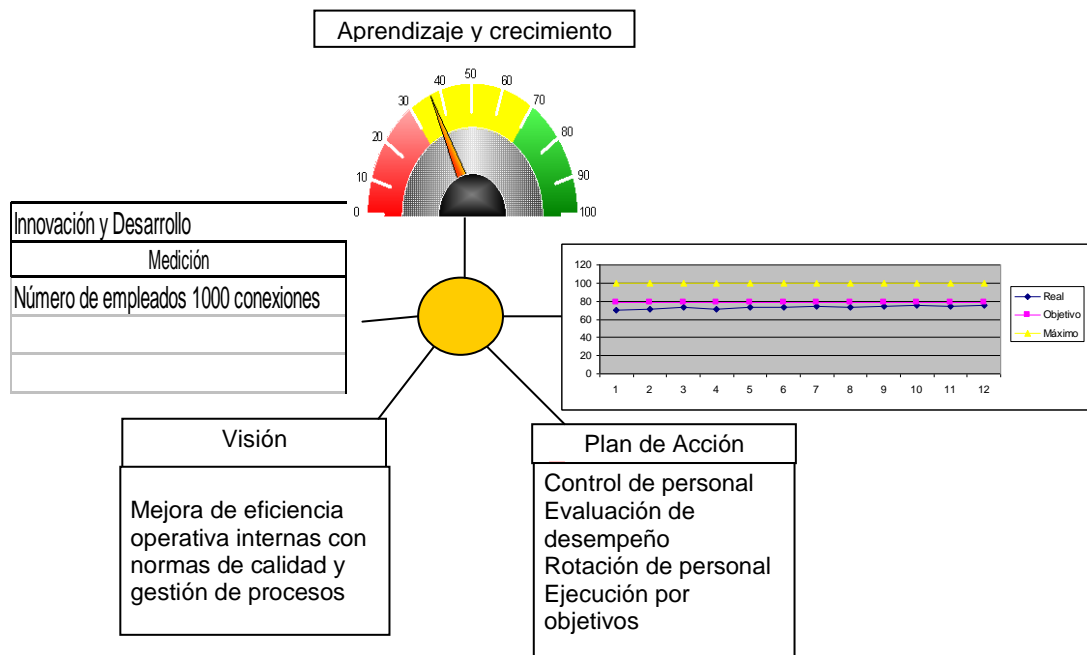 Aprendizaje y crecimiento
0
10
20
30
40
50
60
70
80
90
100
Innovación y Desarrollo
Medición
Número de empleados 1000 conexiones
120
100
80
60
40
20
0
1 2 3 4 5 6 7 8 9 10 11 12
Real
Objetivo
Máximo
Visión
Mejora de eficiencia
operativa internas con
normas de calidad y
gestión de procesos
Plan de Acción
Control de personal
Evaluación de
desempeño
Rotación de personal
Ejecución por
objetivos